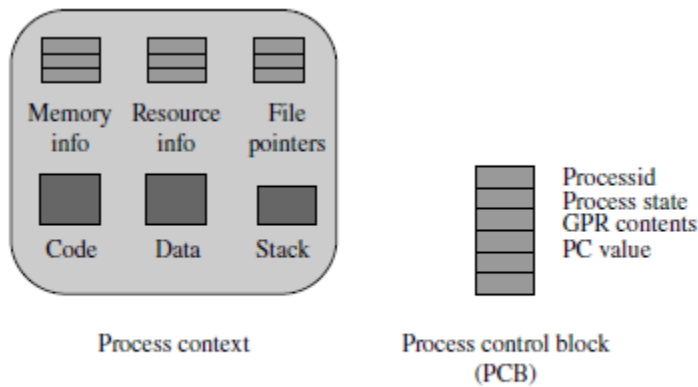 Memory info
Resource info
File pointers
Code
Data
Stack
Processid
Process state
GPR contents
PC value
Process context
Process control block
(PCB)